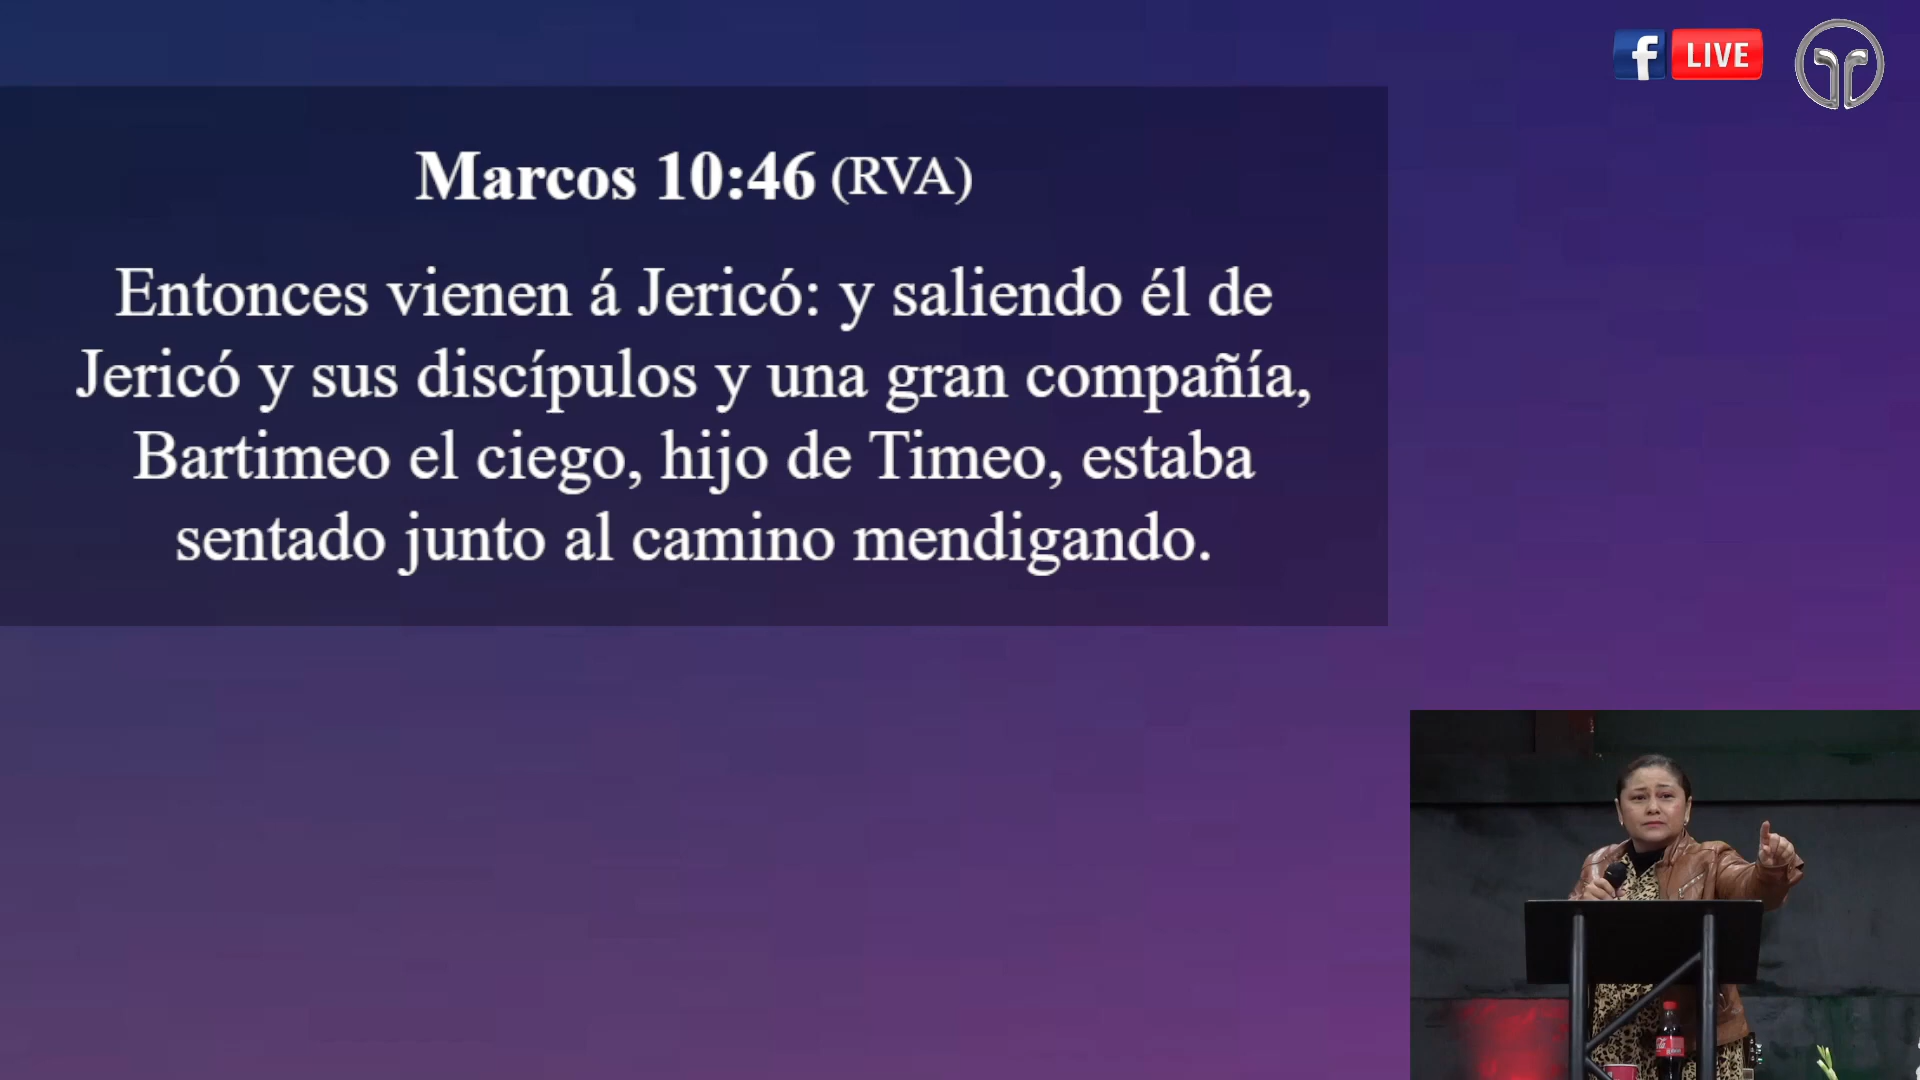 f LIVE
Marcos 10:46 (RVA)
Entonces vienen á Jericó: y saliendo él de
Jericó y sus discípulos y una gran compañía,
Bartimeo el ciego, hijo de Timeo, estaba
sentado junto al camino mendigando.